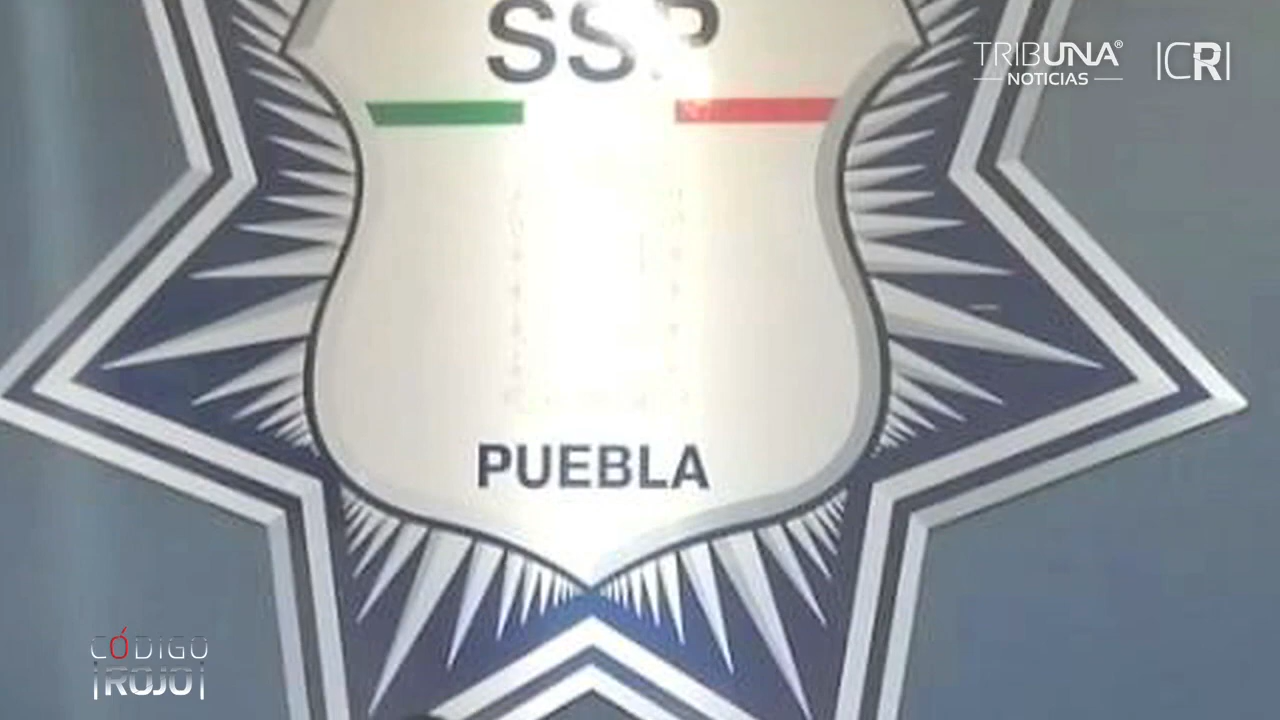 SSP
TRIBUNA®
NOTICIAS
|CR|
PUEBLA
CÓDIGO
|ROJO|